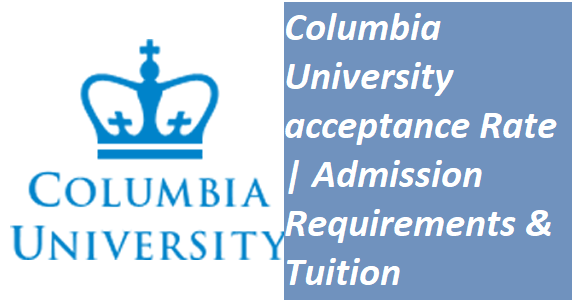 COLUMBIA
UNIVERSITY
Columbia
University
acceptance Rate
| Admission
Requirements &
Tuition